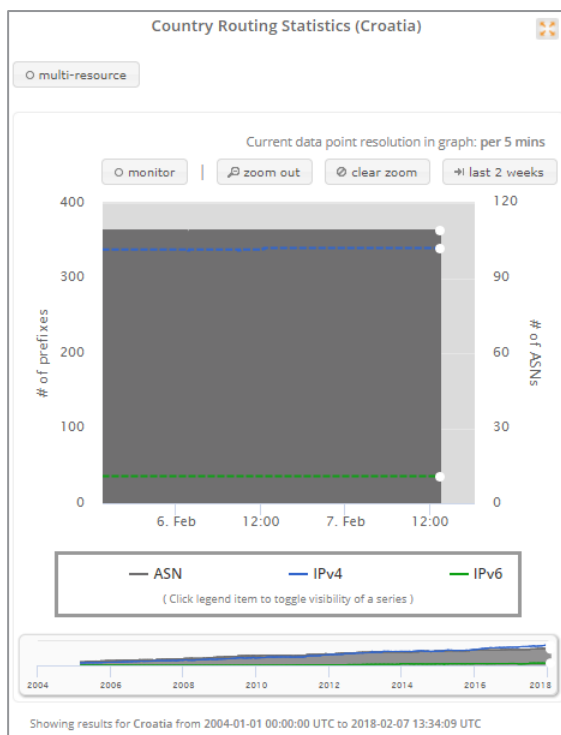 Country Routing Statistics (Croatia)
multi-resource
Current data point resolution in graph: per 5 mins
monitor | zoom out clear zoom last 2 weeks
400 120
300 90
200 60
100 30
0 0
# of prefixes
# of ASNs
6. Feb 12:00 7. Feb 12:00
ASN IPv4 IPv6
( Click legend item to toggle visibility of a series )
2004 2006 2008 2010 2012 2014 2016 2018
Showing results for Croatia from 2004-01-01 00:00:00 UTC to 2018-02-07 13:34:09 UTC